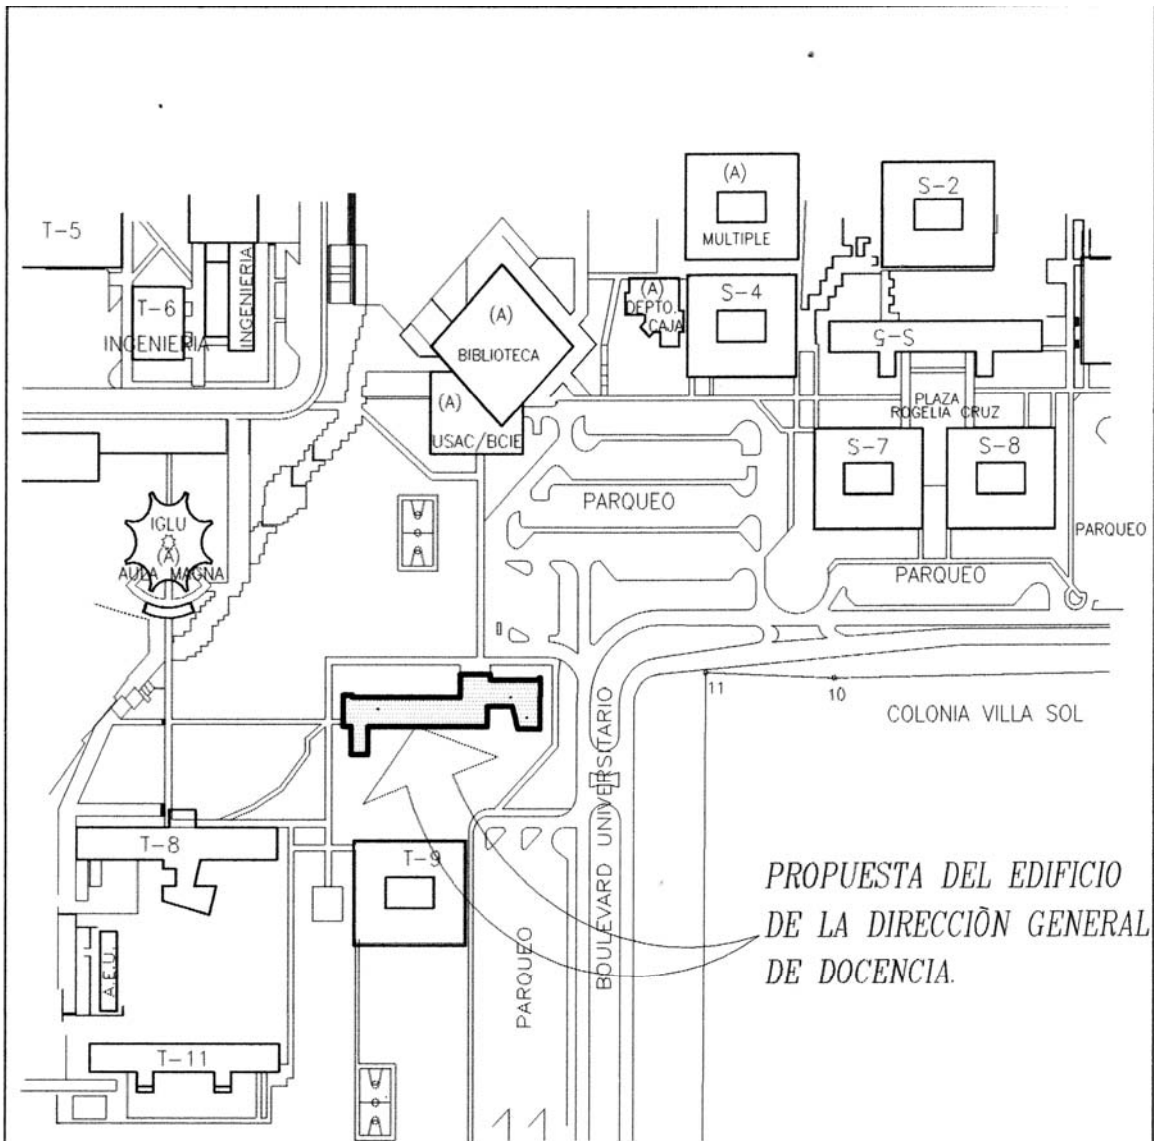 (A)
MULTIPLE
S-2
T-5
INGENIERIA
T-6
INGENIERIA
(A)
BIBLIOTECA
(A)
DEPTO.
CAJA
S-4
S-5
(A)
USAC/BCIE
PLAZA
ROGELIA CRUZ
S-7
S-8
PARQUEO
PARQUEO
PARQUEO
IGLU
(A)
AULA MAGNA
11
10
COLONIA VILLA SOL
BOULEVARD UNIVERSITARIO
T-8
T-9
PARQUEO
A.E.U.
T-11
PROPUESTA DEL EDIFICIO
DE LA DIRECCIÒN GENERAL
DE DOCENCIA.